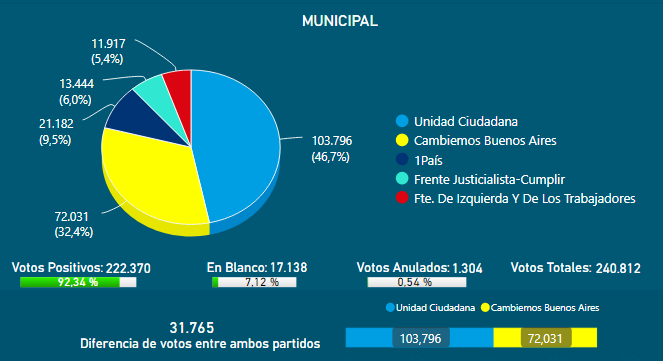 MUNICIPAL
11.917
(5,4%)
13.444
(6,0%)
21.182
(9,5%)
103.796
(46,7%)
72.031
(32,4%)
Unidad Ciudadana
Cambiemos Buenos Aires
1País
Frente Justicialista-Cumplir
Fte. De Izquierda Y De Los Trabajadores
Votos Positivos: 222.370
92,34 %
En Blanco: 17.138
7,12 %
Votos Anulados: 1.304
0,54 %
Votos Totales: 240.812
Unidad Ciudadana Cambiemos Buenos Aires
31.765
Diferencia de votos entre ambos partidos
103,796 72,031